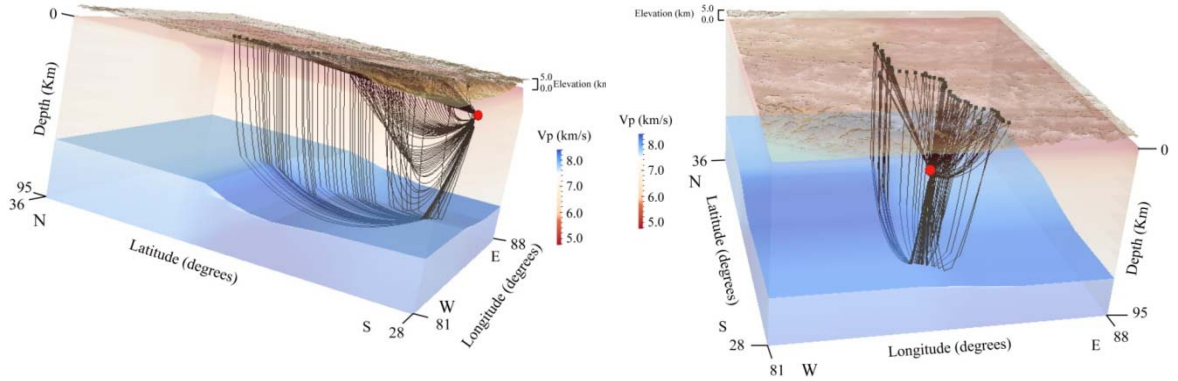 0
Depth (Km)
95
36
N
Latitude (degrees)
S
28
81
W
Longitude (degrees)
E
88
5.0
0.0
Elevation (km
Vp (km/s)
8.0
7.0
6.0
5.0
Elevation (km)
5.0
0.0
Vp (km/s)
8.0
7.0
6.0
5.0
36
N
Latitude (degrees)
S
28
81
W
Longitude (degrees)
E
88
95
Depth (Km)
0